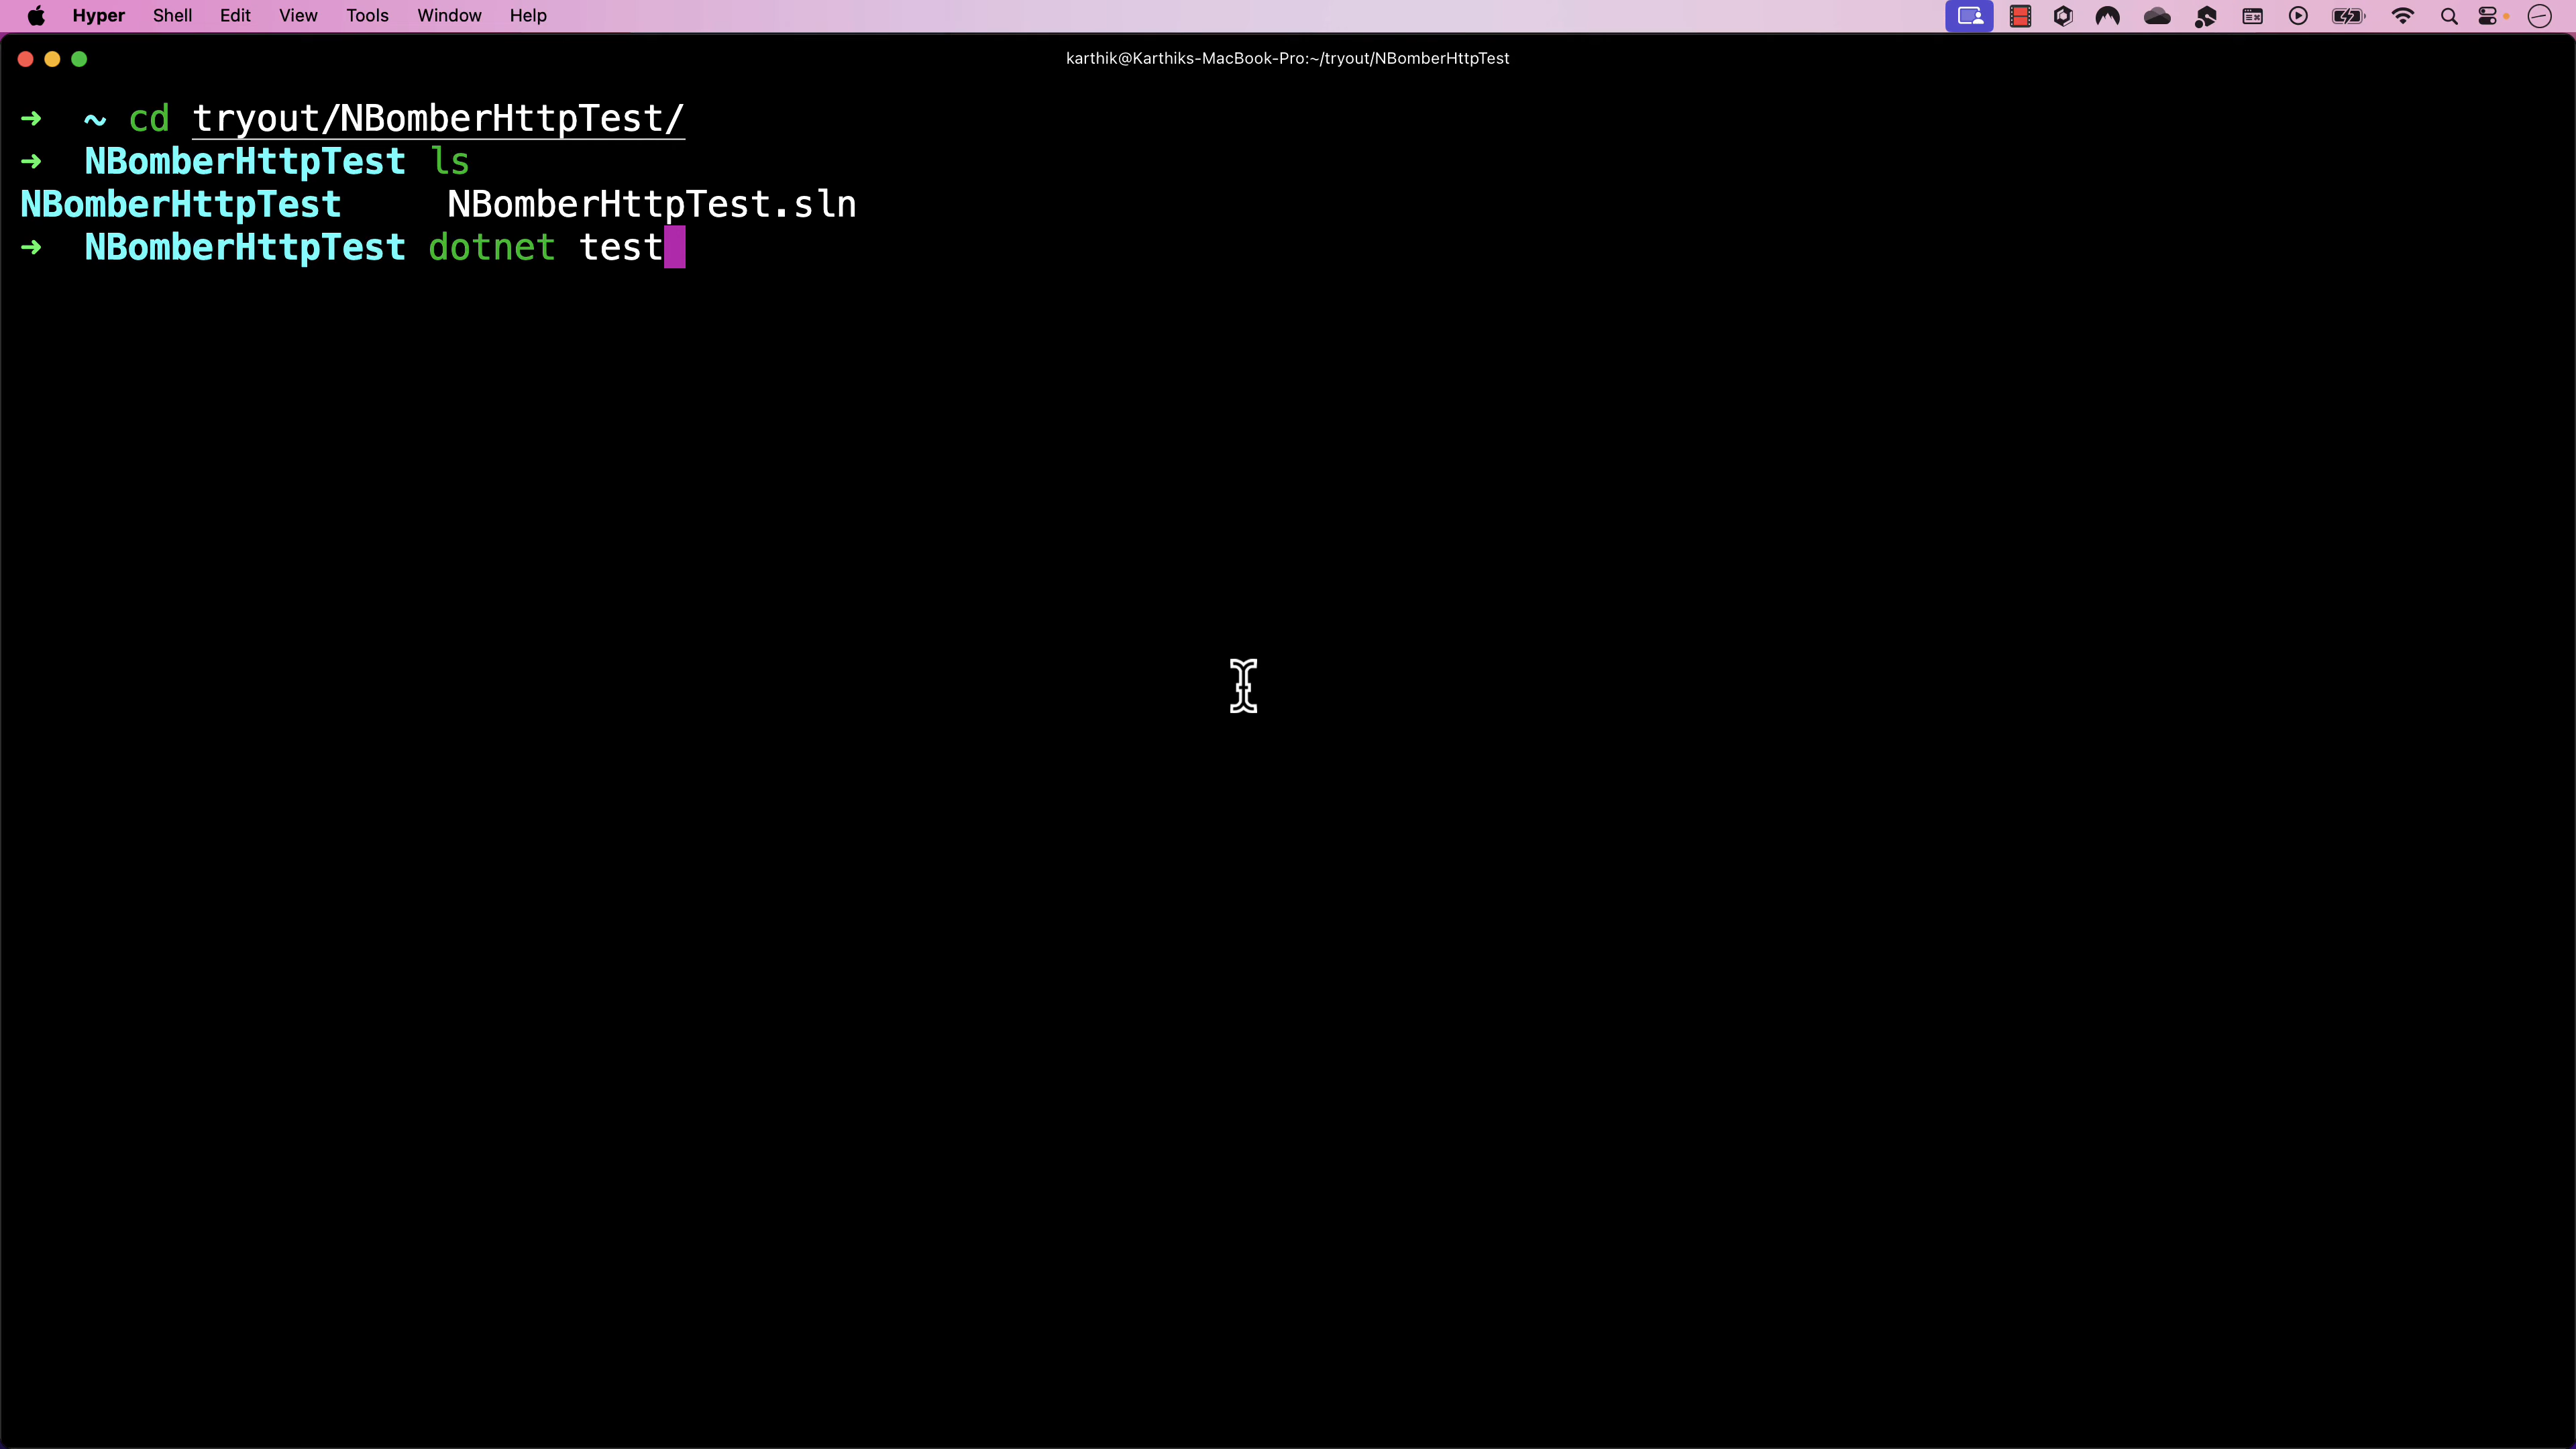 Hyper Shell Edit View Tools Window Help
karthik@Karthiks-MacBook-Pro:~/tryout/NBomberHttpTest
➜ ~ cd tryout/NBomberHttpTest/
➜ NBomberHttpTest ls
NBomberHttpTest NBomberHttpTest.sln
➜ NBomberHttpTest dotnet test